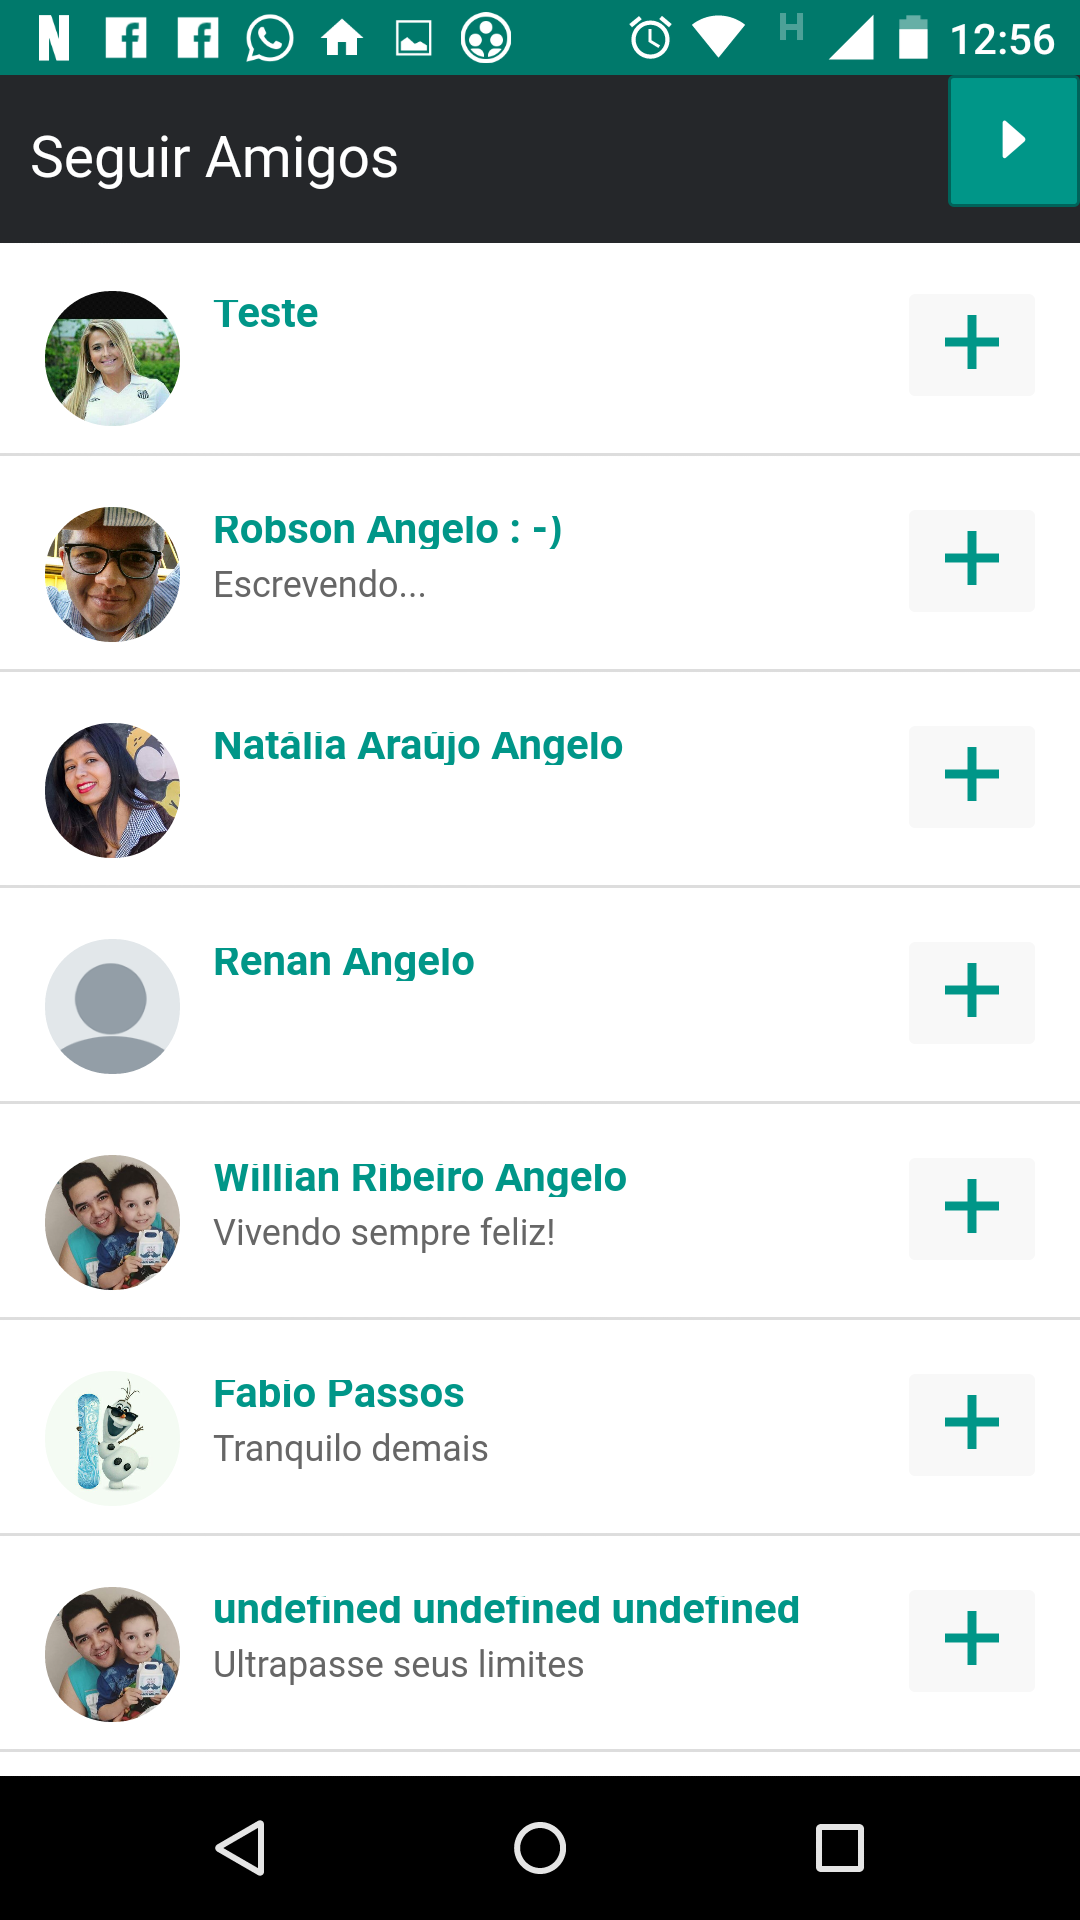 12:56
Seguir Amigos
Teste
Robson Angelo : -)
Escrevendo...
Natália Araújo Angelo
Renan Angelo
Willian Ribeiro Angelo
Vivendo sempre feliz!
Fabio Passos
Tranquilo demais
undefined undefined undefined
Ultrapasse seus limites